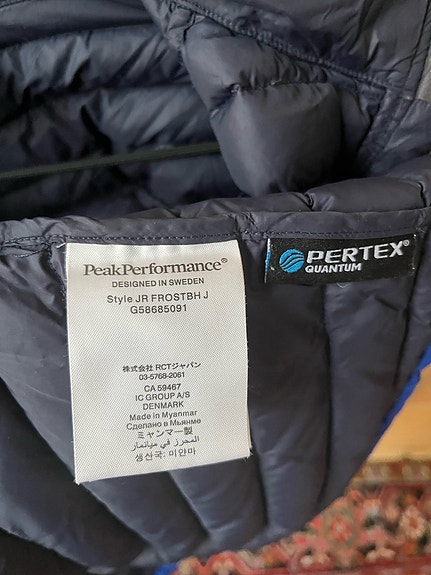 PeakPerformance®
DESIGNED IN SWEDEN
Style JR FROSTBH J
G58685091
株式会社 RCTジャパン
03-5768-2061
CA 59467
IC GROUP A/S
DENMARK
Made in Myanmar
Сделано в Мьянме
ミャンマー製
المحرز في ميانمار
생산국: 미얀마
PERTEX®
QUANTUM